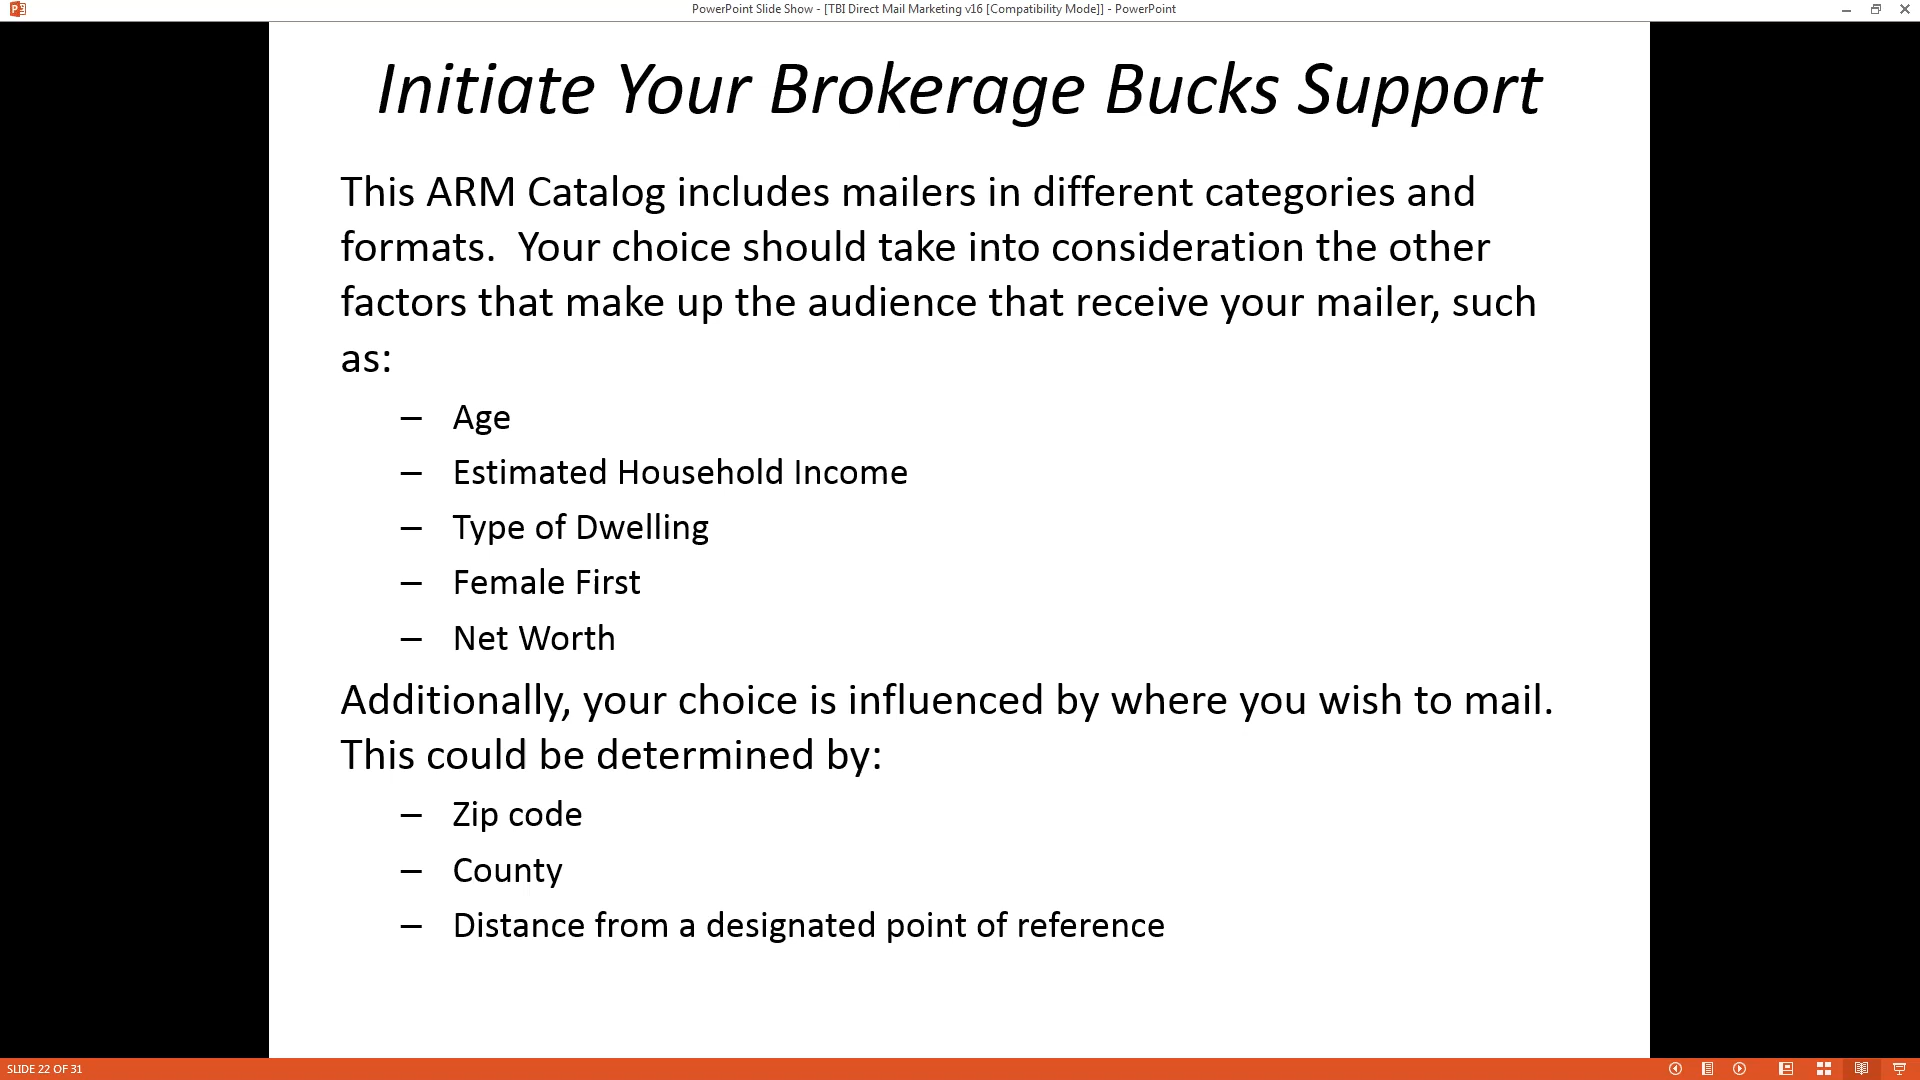 PowerPoint Slide Show - [TBI Direct Mail Marketing v16 [Compatibility Mode]] - PowerPoint
Initiate Your Brokerage Bucks Support
This ARM Catalog includes mailers in different categories and
formats.  Your choice should take into consideration the other
factors that make up the audience that receive your mailer, such
as:
– Age
– Estimated Household Income
– Type of Dwelling
– Female First
– Net Worth
Additionally, your choice is influenced by where you wish to mail.
This could be determined by:
– Zip code
– County
– Distance from a designated point of reference
SLIDE 22 OF 31